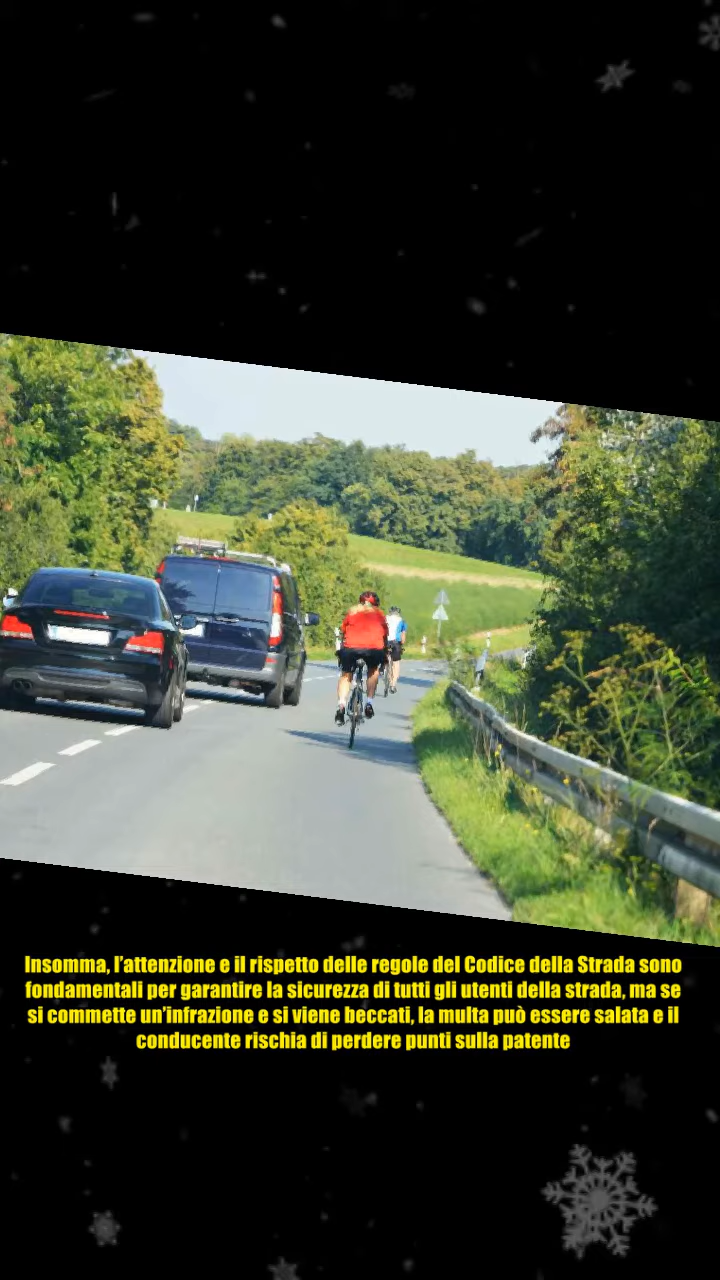 Insomma, l'attenzione e il rispetto delle regole del Codice della Strada sono
fondamentali per garantire la sicurezza di tutti gli utenti della strada, ma se
si commette un'infrazione e si viene beccati, la multa può essere salata e il
conducente rischia di perdere punti sulla patente